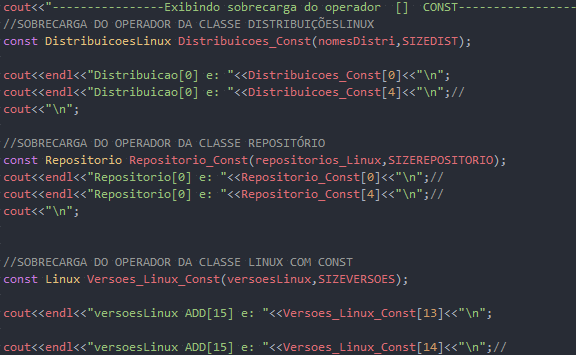 cout<<"----------------Exibindo sobrecarga do operador  []  CONST-----------------
//SOBRECARGA DO OPERADOR DA CLASSE DISTRIBUIÇÕESLINUX
const DistribuicoesLinux Distribuicoes_Const(nomesDistri,SIZEDIST);
cout<<endl<<"Distribuicao[0] e: "<<Distribuicoes_Const[0]<<"\n";
cout<<endl<<"Distribuicao[0] e: "<<Distribuicoes_Const[4]<<"\n";//
cout<<"\n";
//SOBRECARGA DO OPERADOR DA CLASSE REPOSITÓRIO
const Repositorio Repositorio_Const(repositorios_Linux,SIZEREPOSITORIO);
cout<<endl<<"Repositorio[0] e: "<<Repositorio_Const[0]<<"\n";//
cout<<endl<<"Repositorio[0] e: "<<Repositorio_Const[4]<<"\n";//
cout<<"\n";
//SOBRECARGA DO OPERADOR DA CLASSE LINUX COM CONST
const Linux Versoes_Linux_Const(versoesLinux,SIZEVERSOES);
cout<<endl<<"versoesLinux ADD[15] e: "<<Versoes_Linux_Const[13]<<"\n";
cout<<endl<<"versoesLinux ADD[15] e: "<<Versoes_Linux_Const[14]<<"\n";//